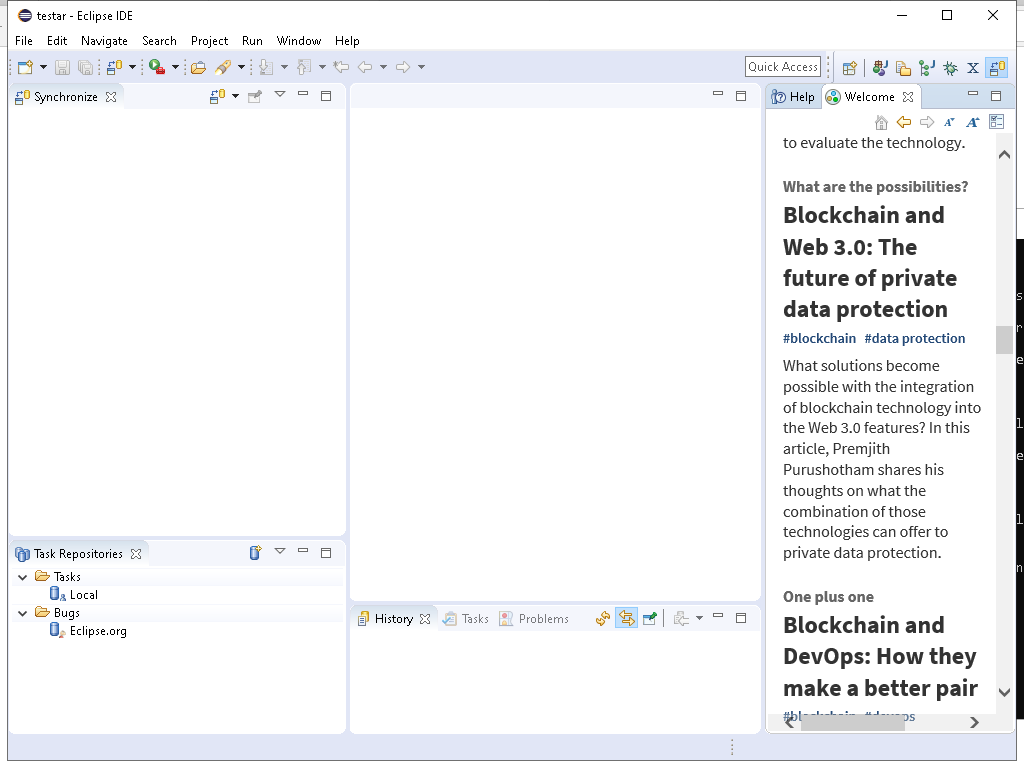 testar - Eclipse IDE
File Edit Navigate Search Project Run Window Help
Quick Access
Synchronize
Help Welcome
to evaluate the technology.
What are the possibilities?
Blockchain and
Web 3.0: The
future of private
data protection
#blockchain #data protection
What solutions become
possible with the integration
of blockchain technology into
the Web 3.0 features? In this
article, Premjith
Purushotham shares his
thoughts on what the
combination of those
technologies can offer to
private data protection.
One plus one
Blockchain and
DevOps: How they
make a better pair
#blockchain #devops
Task Repositories
Tasks
Local
Bugs
Eclipse.org
History Tasks Problems